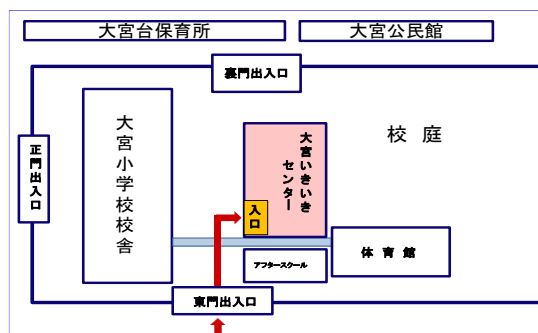 大宮台保育所
大宮公民館
裏門出入口
正門出入口
大宮小学校校舎
大宮いきいき
センター
入口
校庭
体育館
アフタースクール
東門出入口